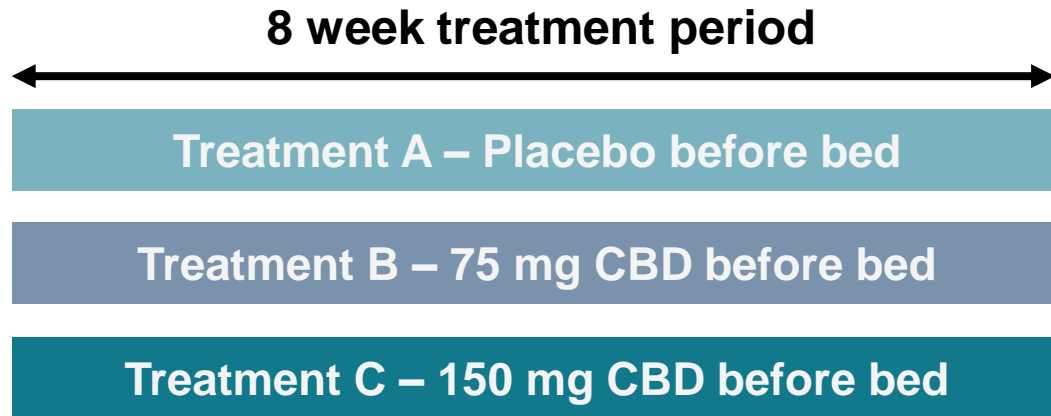 8 week treatment period
Treatment A – Placebo before bed
Treatment B – 75 mg CBD before bed
Treatment C – 150 mg CBD before bed